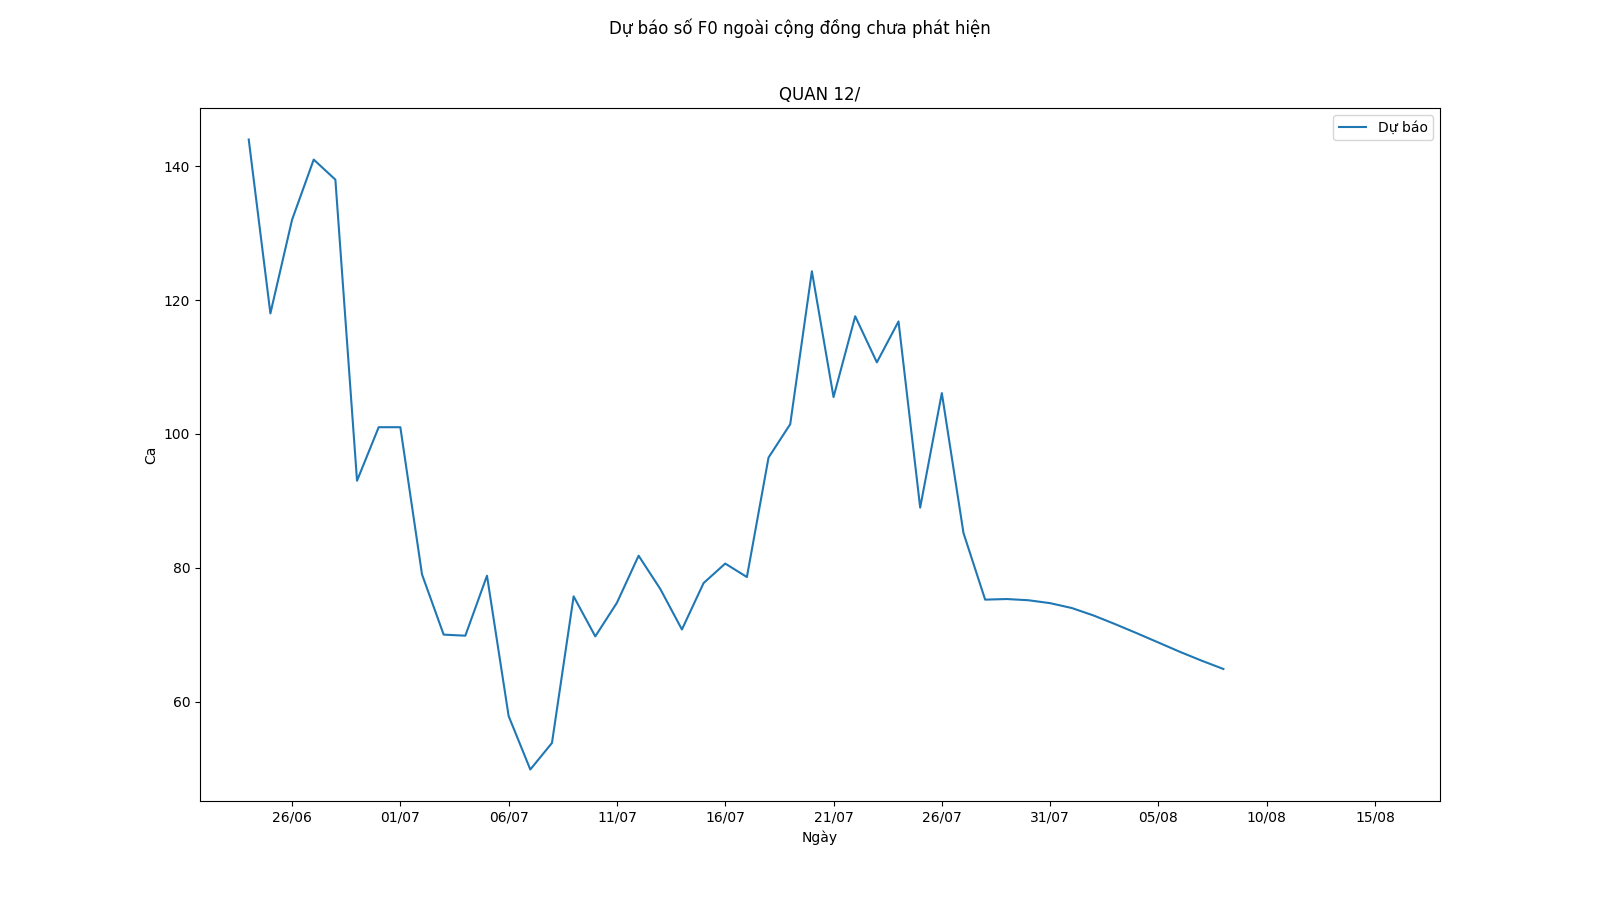 Dự báo số F0 ngoài cộng đồng chưa phát hiện
QUAN 12/
Dự báo
140
120
100
80
60
Ca
26/06 01/07 06/07 11/07 16/07 21/07 26/07 31/07 05/08 10/08 15/08
Ngày